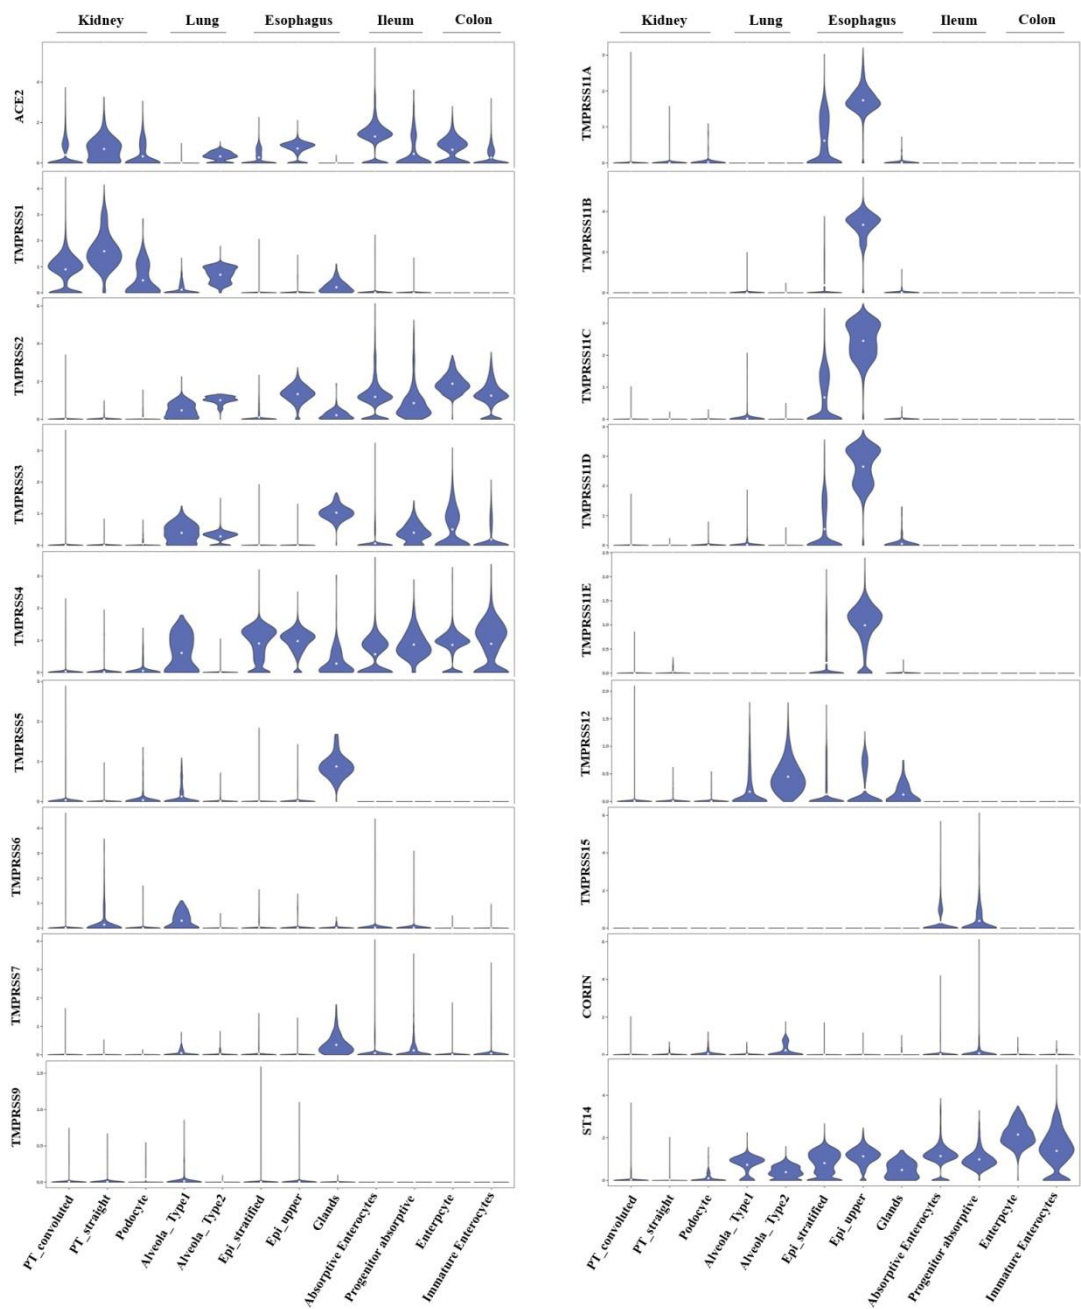 Kidney Lung Esophagus Ileum Colon
ACE2
TMPRSS1
TMPRSS2
TMPRSS3
TMPRSS4
TMPRSS5
TMPRSS6
TMPRSS7
TMPRSS9
PT_convoluted
PT_straight
Podocyte
Alveola_Type1
Alveola_Type2
Epi_stratified
Epi_upper
Glands
Absorptive Enterocytes
Progenitor absorptive
Enterpcyte
Immature Enterocytes
Kidney Lung Esophagus Ileum Colon
TMPRSS11A
TMPRSS11B
TMPRSS11C
TMPRSS11D
TMPRSS11E
TMPRSS12
TMPRSS15
CORIN
ST14
PT_convoluted
PT_straight
Podocyte
Alveola_Type1
Alveola_Type2
Epi_stratified
Epi_upper
Glands
Absorptive Enterocytes
Progenitor absorptive
Enterpcyte
Immature Enterocytes